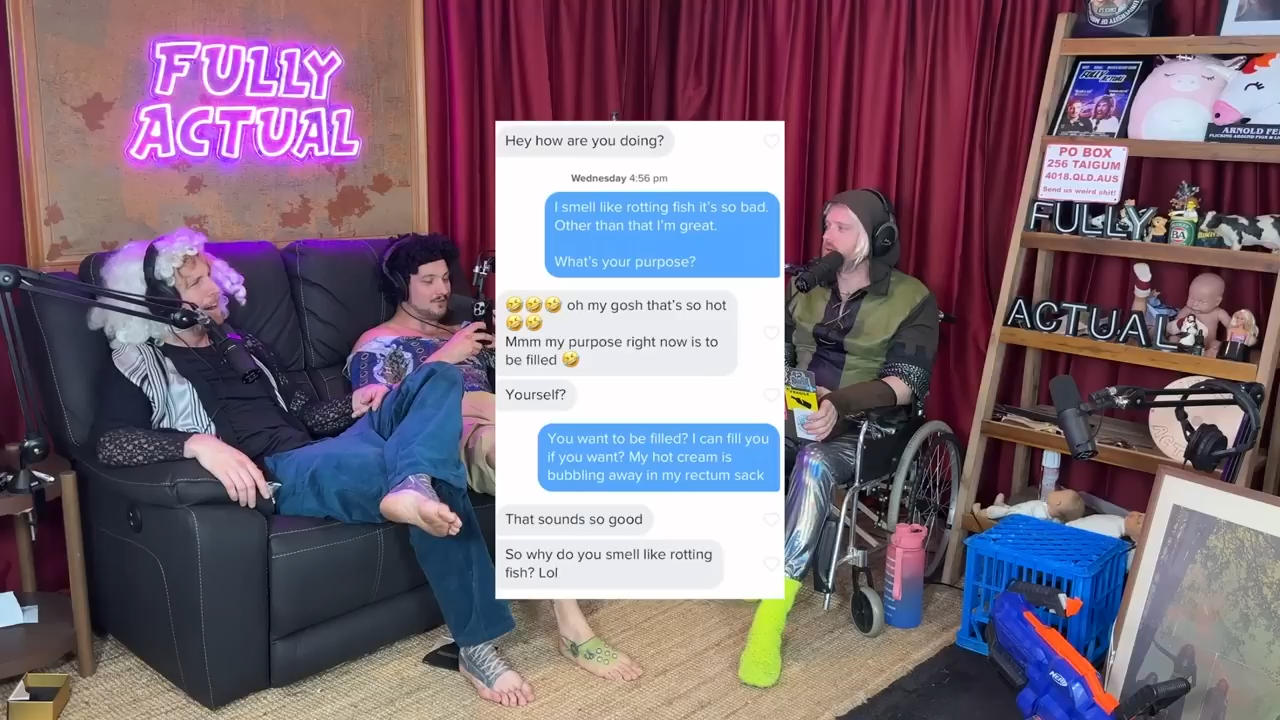 FULLY
ACTUAL
Hey how are you doing?
Wednesday 4:56 pm
I smell like rotting fish it's so bad.
Other than that I'm great.
What's your purpose?
🤣🤣🤣 oh my gosh that's so hot
🤣🤣
Mmm my purpose right now is to
be filled 🤣
Yourself?
You want to be filled? I can fill you
if you want? My hot cream is
bubbling away in my rectum sack
That sounds so good
So why do you smell like rotting
fish? Lol
FULLY ACTUAL
PO BOX
256 TAIGUM
4018.QLD.AUS
Send us weird shit!
FULLY
ACTUAL
NERF